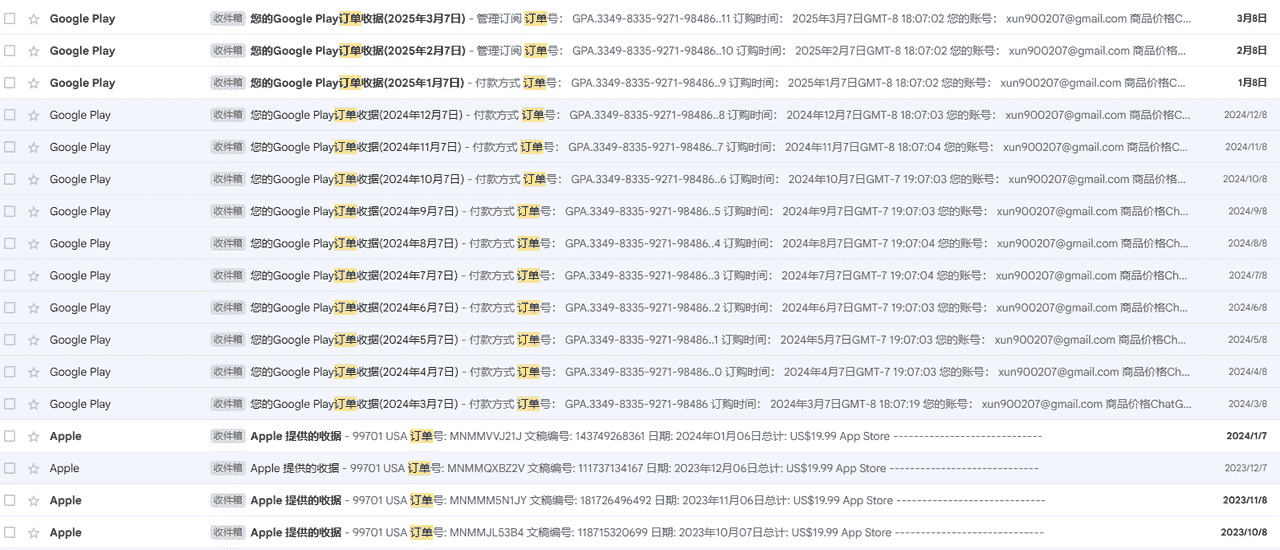 Google Play 收件箱 您的Google Play订单收据(2025年3月7日) - 管理订阅 订单号： GPA.3349-8335-9271-98486..11 订购时间： 2025年3月7日GMT-8 18:07:02 您的账号： xun900207@gmail.com 商品价格C... 3月8日
Google Play 收件箱 您的Google Play订单收据(2025年2月7日) - 管理订阅 订单号： GPA.3349-8335-9271-98486..10 订购时间： 2025年2月7日GMT-8 18:07:02 您的账号： xun900207@gmail.com 商品价格... 2月8日
Google Play 收件箱 您的Google Play订单收据(2025年1月7日) - 付款方式 订单号： GPA.3349-8335-9271-98486..9 订购时间： 2025年1月7日GMT-8 18:07:02 您的账号： xun900207@gmail.com 商品价格C... 1月8日
Google Play 收件箱 您的Google Play订单收据(2024年12月7日) - 付款方式 订单号： GPA.3349-8335-9271-98486..8 订购时间： 2024年12月7日GMT-8 18:07:03 您的账号： xun900207@gmail.com 商品价格C... 2024/12/8
Google Play 收件箱 您的Google Play订单收据(2024年11月7日) - 付款方式 订单号： GPA.3349-8335-9271-98486..7 订购时间： 2024年11月7日GMT-8 18:07:04 您的账号： xun900207@gmail.com 商品价格... 2024/11/8
Google Play 收件箱 您的Google Play订单收据(2024年10月7日) - 付款方式 订单号： GPA.3349-8335-9271-98486..6 订购时间： 2024年10月7日GMT-7 19:07:03 您的账号： xun900207@gmail.com 商品价格... 2024/10/8
Google Play 收件箱 您的Google Play订单收据(2024年9月7日) - 付款方式 订单号： GPA.3349-8335-9271-98486..5 订购时间： 2024年9月7日GMT-7 19:07:03 您的账号： xun900207@gmail.com 商品价格Ch... 2024/9/8
Google Play 收件箱 您的Google Play订单收据(2024年8月7日) - 付款方式 订单号： GPA.3349-8335-9271-98486..4 订购时间： 2024年8月7日GMT-7 19:07:04 您的账号： xun900207@gmail.com 商品价格Ch... 2024/8/8
Google Play 收件箱 您的Google Play订单收据(2024年7月7日) - 付款方式 订单号： GPA.3349-8335-9271-98486..3 订购时间： 2024年7月7日GMT-7 19:07:04 您的账号： xun900207@gmail.com 商品价格Ch... 2024/7/8
Google Play 收件箱 您的Google Play订单收据(2024年6月7日) - 付款方式 订单号： GPA.3349-8335-9271-98486..2 订购时间： 2024年6月7日GMT-7 19:07:03 您的账号： xun900207@gmail.com 商品价格Ch... 2024/6/8
Google Play 收件箱 您的Google Play订单收据(2024年5月7日) - 付款方式 订单号： GPA.3349-8335-9271-98486..1 订购时间： 2024年5月7日GMT-7 19:07:03 您的账号： xun900207@gmail.com 商品价格Ch... 2024/5/8
Google Play 收件箱 您的Google Play订单收据(2024年4月7日) - 付款方式 订单号： GPA.3349-8335-9271-98486..0 订购时间： 2024年4月7日GMT-7 19:07:03 您的账号： xun900207@gmail.com 商品价格Ch... 2024/4/8
Google Play 收件箱 您的Google Play订单收据(2024年3月7日) - 付款方式 订单号： GPA.3349-8335-9271-98486 订购时间： 2024年3月7日GMT-8 18:07:19 您的账号： xun900207@gmail.com 商品价格ChatG... 2024/3/8
Apple 收件箱 Apple 提供的收据 - 99701 USA 订单号: MNMMVVJ21J 文稿编号: 143749268361 日期: 2024年01月06日总计: US$19.99 App Store ---------------------------- 2024/1/7
Apple 收件箱 Apple 提供的收据 - 99701 USA 订单号: MNMMQXBZ2V 文稿编号: 111737134167 日期: 2023年12月06日总计: US$19.99 App Store ---------------------------- 2023/12/7
Apple 收件箱 Apple 提供的收据 - 99701 USA 订单号: MNMMM5N1JY 文稿编号: 181726496492 日期: 2023年11月06日总计: US$19.99 App Store ---------------------------- 2023/11/8
Apple 收件箱 Apple 提供的收据 - 99701 USA 订单号: MNMMJL53B4 文稿编号: 118715320699 日期: 2023年10月07日总计: US$19.99 App Store ---------------------------- 2023/10/8